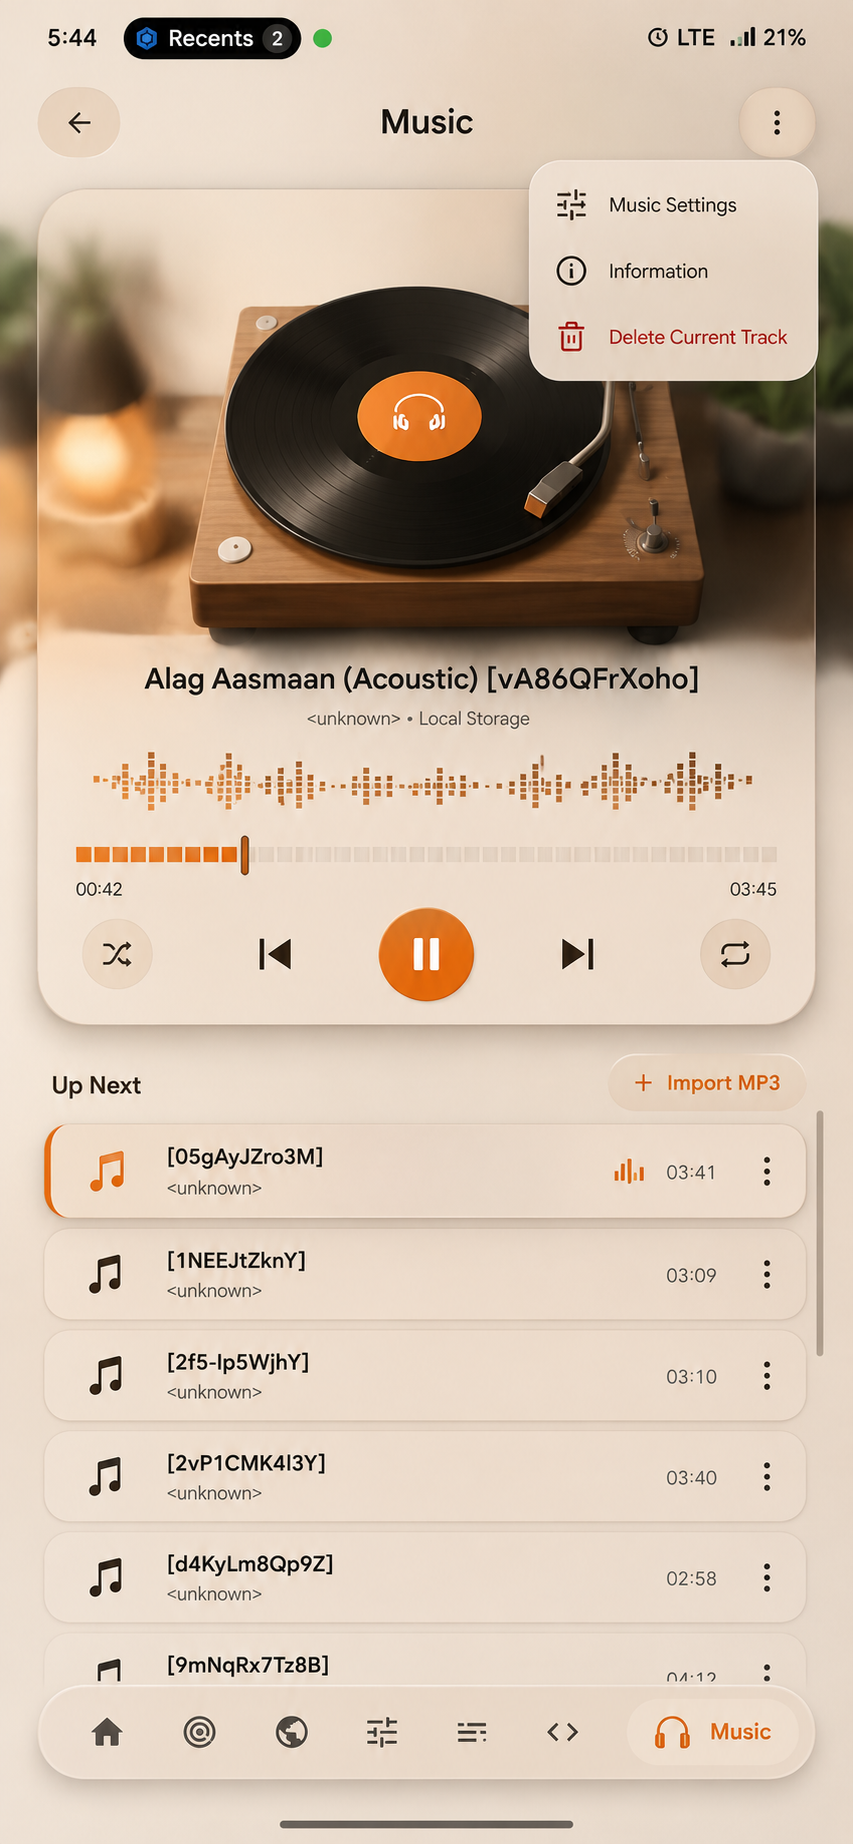 5:44 Recents 2 LTE 21%
Music
Music Settings
Information
Delete Current Track
Alag Aasmaan (Acoustic) [vA86QFrXoho]
<unknown> • Local Storage
00:42 03:45
Up Next + Import MP3
[05gAyJZro3M]
<unknown> 03:41
[1NEEJtZknY]
<unknown> 03:09
[2f5-Ip5WjhY]
<unknown> 03:10
[2vP1CMK4l3Y]
<unknown> 03:40
[d4KyLm8Qp9Z]
<unknown> 02:58
[9mNqRx7Tz8B]
04:12
Music